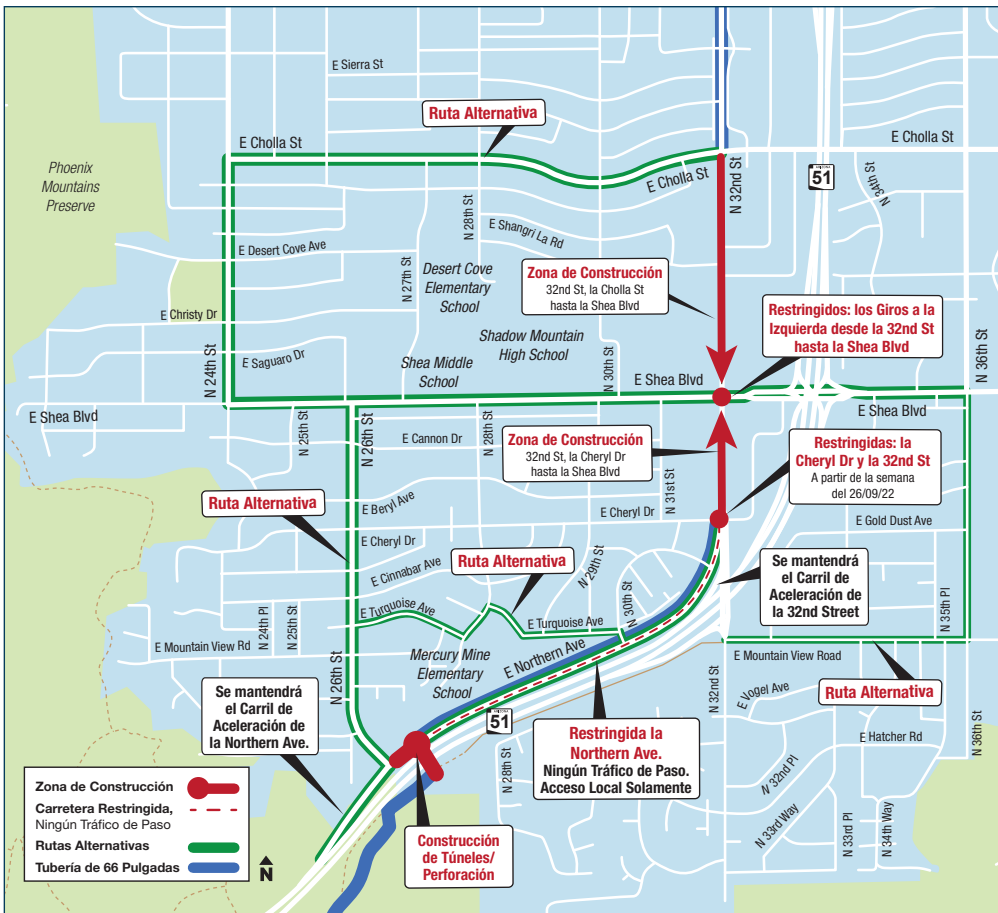 E Sierra St
Ruta Alternativa
E Cholla St
E Cholla St
51
N 34th St
Phoenix
Mountains
Preserve
E Cholla St
N 32nd St
N 28th St
E Shangri La Rd
E Desert Cove Ave
N 27th St
Desert Cove
Elementary
School
Zona de Construcción
32nd St, la Cholla St
hasta la Shea Blvd
Restringidos: los Giros a la
Izquierda desde la 32nd St
hasta la Shea Blvd
E Christy Dr
Shadow Mountain
High School
N 24th St
E Saguaro Dr
Shea Middle
School
N 30th St
N 36th St
E Shea Blvd
E Shea Blvd
E Shea Blvd
N 25th St
N 26th St
E Cannon Dr
N 28th St
Zona de Construcción
32nd St, la Cheryl Dr
hasta la Shea Blvd
Restringidas: la
Cheryl Dr y la 32nd St
A partir de la semana
del 26/09/22
N 31st St
Ruta Alternativa
E Beryl Ave
E Cheryl Dr
E Gold Dust Ave
E Cheryl Dr
E Cinnabar Ave
Ruta Alternativa
N 29th St
Se mantendrá
el Carril de
Aceleración de
la 32nd Street
N 24th Pl
N 25th St
E Turquoise Ave
E Turquoise Ave
N 30th St
N 35th Pl
E Mountain View Rd
Mercury Mine
Elementary
School
E Northern Ave
E Mountain View Road
N 26th St
N 32nd St
E Vogel Ave
Ruta Alternativa
Se mantendrá
el Carril de
Aceleración de
la Northern Ave.
51
N 28th St
Restringida la
Northern Ave.
Ningún Tráfico de Paso.
Acceso Local Solamente
E Hatcher Rd
N 36th St
N 32nd Pl
N 33rd Way
N 33rd Pl
N 34th Way
Zona de Construcción
Carretera Restringida,
Ningún Tráfico de Paso
Rutas Alternativas
Tubería de 66 Pulgadas
N
Construcción
de Túneles/
Perforación